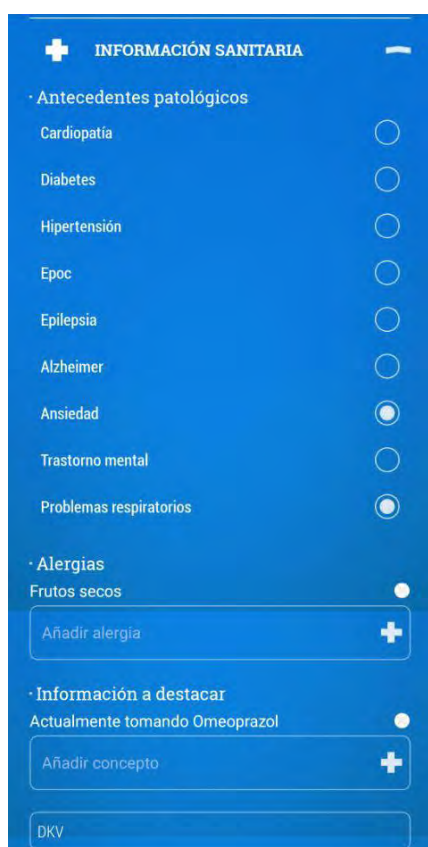 INFORMACIÓN SANITARIA
· Antecedentes patológicos
Cardiopatía
Diabetes
Hipertensión
Epoc
Epilepsia
Alzheimer
Ansiedad
Trastorno mental
Problemas respiratorios
· Alergias
Frutos secos
Añadir alergia
· Información a destacar
Actualmente tomando Omeoprazol
Añadir concepto
DKV